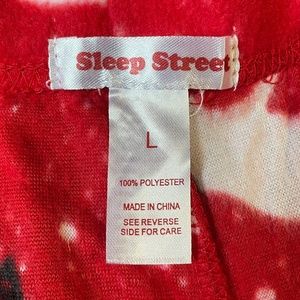 Sleep Street
L
100% POLYESTER
MADE IN CHINA
SEE REVERSE
SIDE FOR CARE